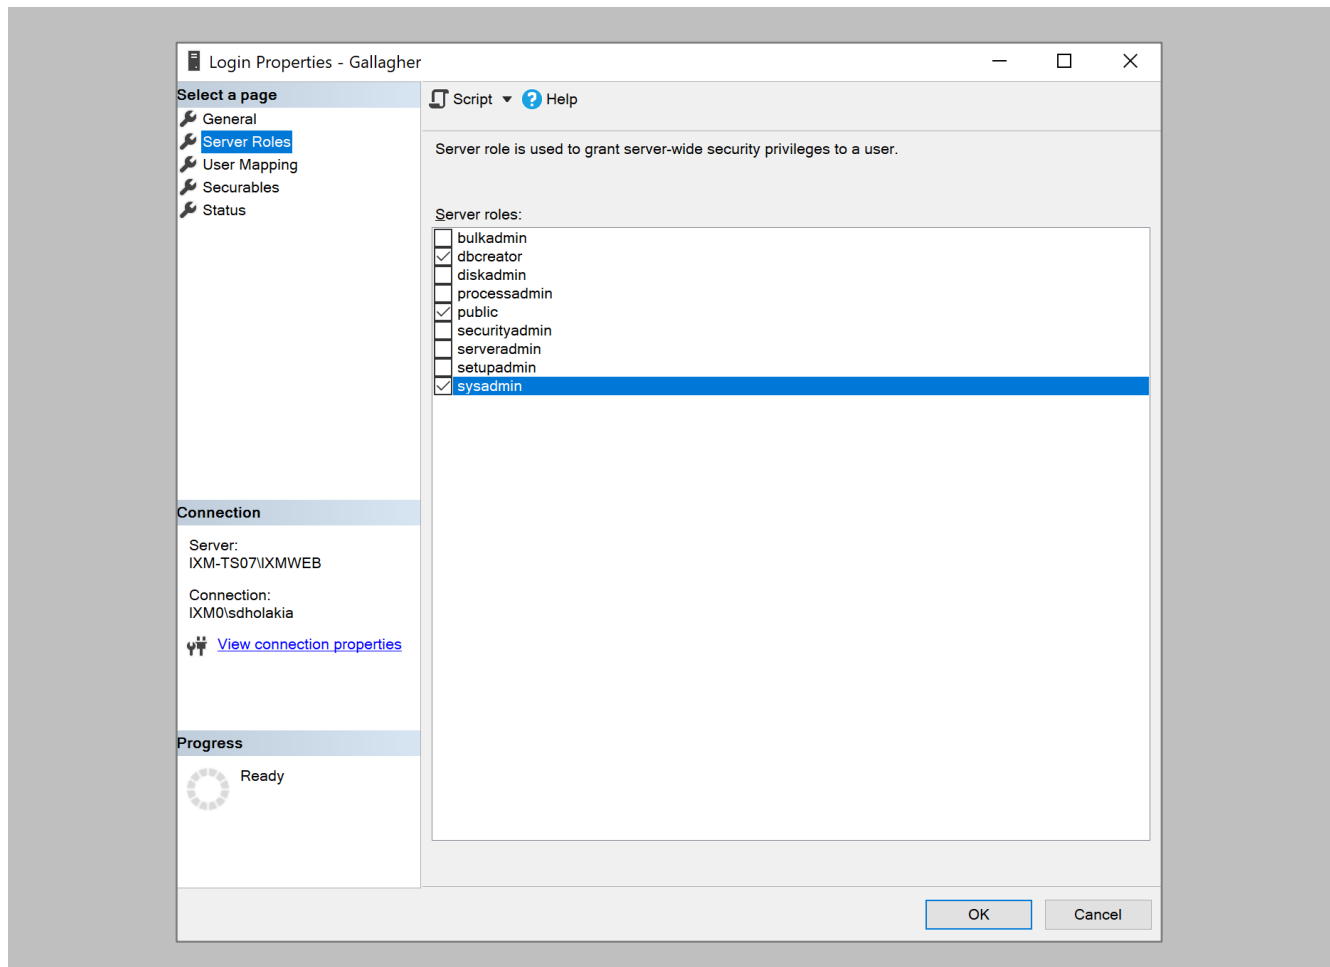 Login Properties - Gallagher
Select a page
General
Server Roles
User Mapping
Securables
Status
Script
Help
Server role is used to grant server-wide security privileges to a user.
Server roles:
bulkadmin
dbcreator
diskadmin
processadmin
public
securityadmin
serveradmin
setupadmin
sysadmin
Connection
Server:
IXM-TS07\IXMWEB
Connection:
IXM0\sdholakia
View connection properties
Progress
Ready
OK
Cancel